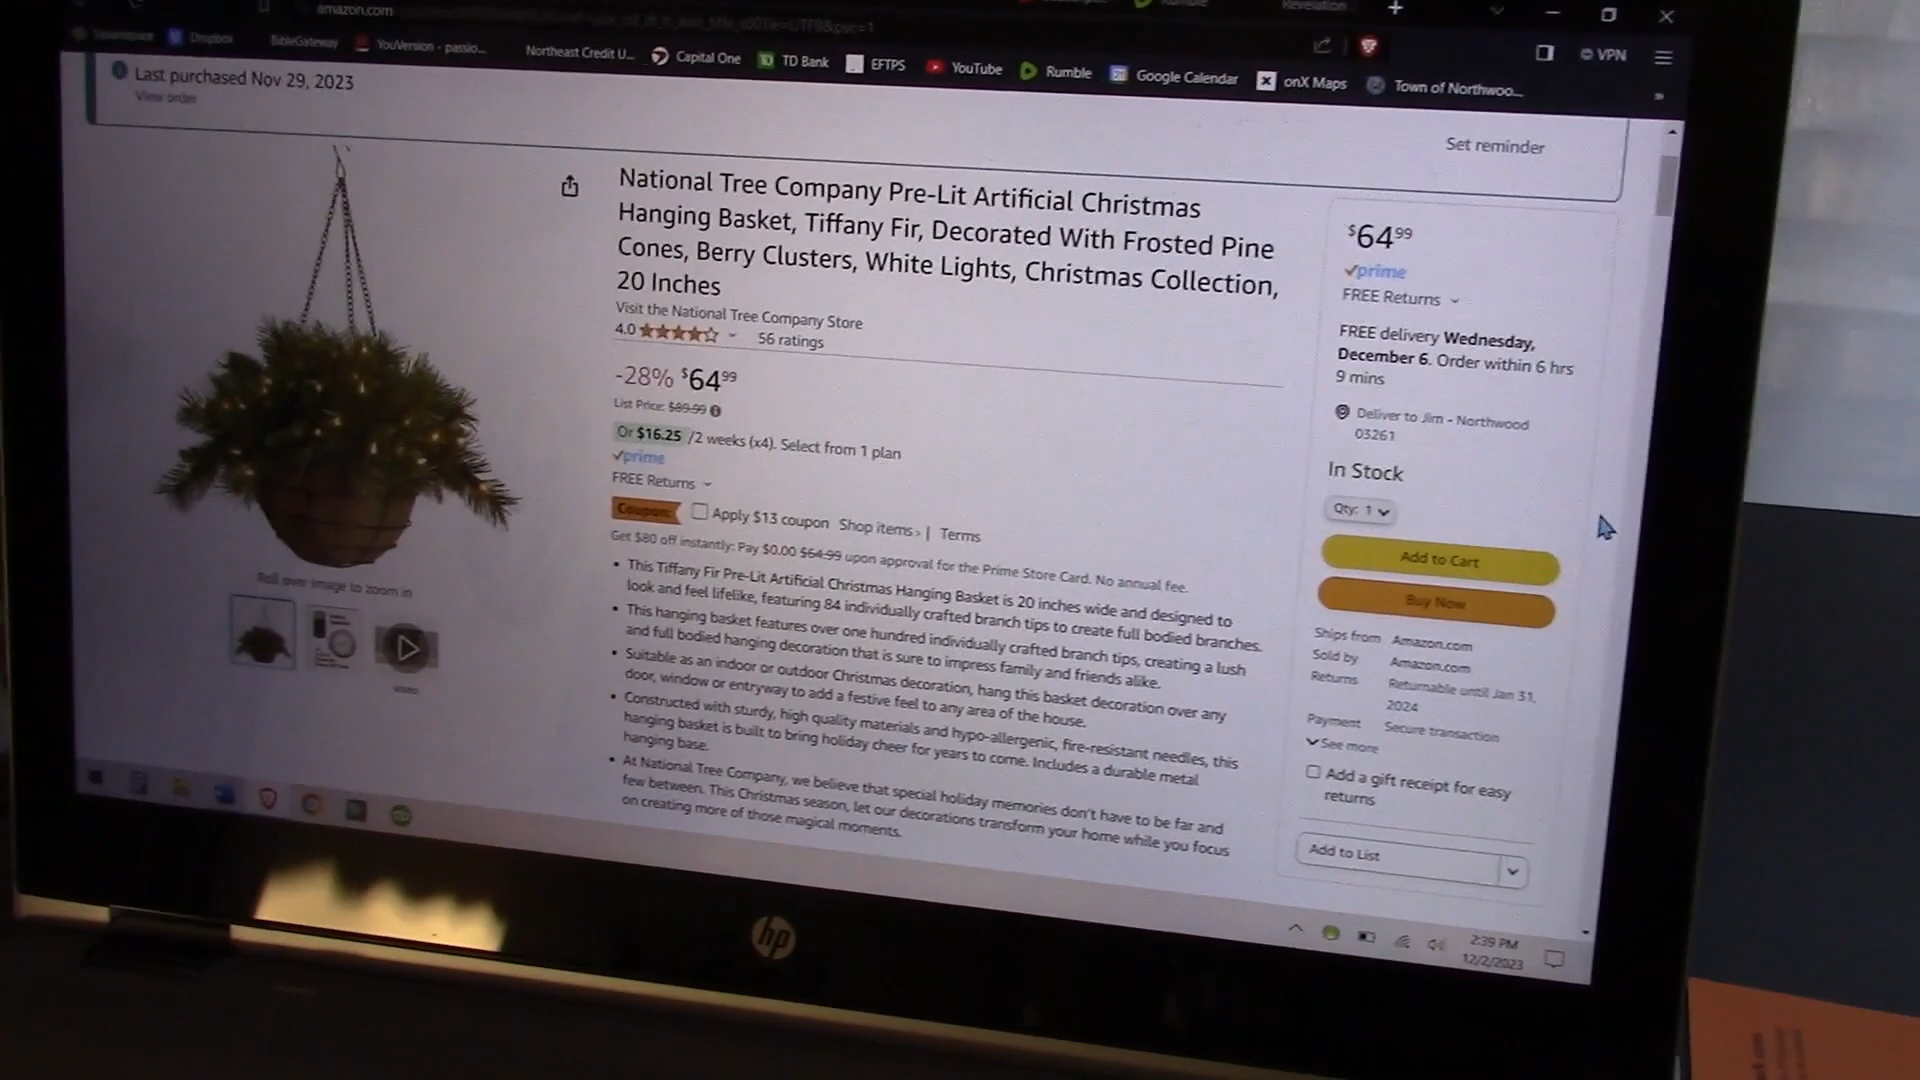 amazon.com
Revelation
Dropbox
BibleGateway
YouVersion - passio...
Northeast Credit U...
Capital One
TD Bank
EFTPS
YouTube
Rumble
Google Calendar
onX Maps
Town of Northwoo...
VPN
Last purchased Nov 29, 2023
View order
Set reminder
National Tree Company Pre-Lit Artificial Christmas
Hanging Basket, Tiffany Fir, Decorated With Frosted Pine
Cones, Berry Clusters, White Lights, Christmas Collection,
20 Inches
Visit the National Tree Company Store
4.0
56 ratings
-28% $64 99
List Price: $89.99
Or $16.25 /2 weeks (x4). Select from 1 plan
prime
FREE Returns
Coupon: Apply $13 coupon Shop items > | Terms
Get $80 off instantly: Pay $0.00 $64.99 upon approval for the Prime Store Card. No annual fee.
• This Tiffany Fir Pre-Lit Artificial Christmas Hanging Basket is 20 inches wide and designed to
look and feel lifelike, featuring 84 individually crafted branch tips to create full bodied branches.
• This hanging basket features over one hundred individually crafted branch tips, creating a lush
and full bodied hanging decoration that is sure to impress family and friends alike.
• Suitable as an indoor or outdoor Christmas decoration, hang this basket decoration over any
door, window or entryway to add a festive feel to any area of the house.
• Constructed with sturdy, high quality materials and hypo-allergenic, fire-resistant needles, this
hanging basket is built to bring holiday cheer for years to come. Includes a durable metal
hanging base.
• At National Tree Company, we believe that special holiday memories don't have to be far and
few between. This Christmas season, let our decorations transform your home while you focus
on creating more of those magical moments.
Roll over image to zoom in
VIDEO
$64 99
prime
FREE Returns
FREE delivery Wednesday,
December 6. Order within 6 hrs
9 mins
Deliver to Jim - Northwood
03261
In Stock
Qty: 1
Add to Cart
Buy Now
Ships from Amazon.com
Sold by Amazon.com
Returns Returnable until Jan 31,
2024
Payment Secure transaction
See more
Add a gift receipt for easy
returns
Add to List
2:39 PM
12/2/2023
hp